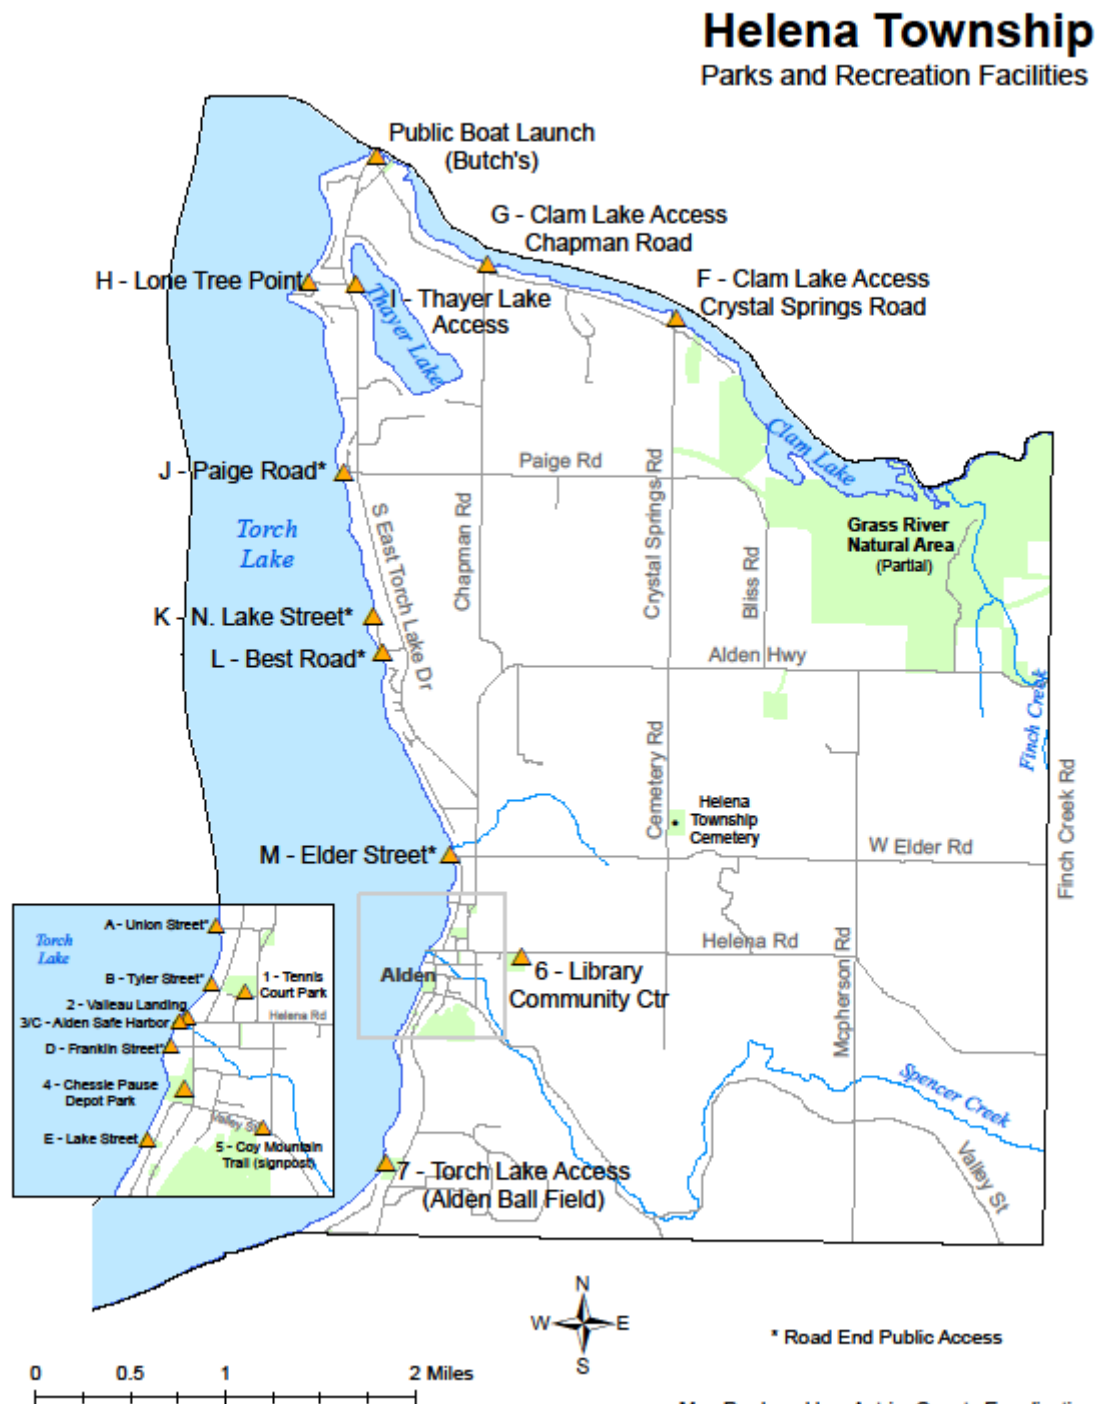 Helena Township
Parks and Recreation Facilities
Public Boat Launch
(Butch's)
G - Clam Lake Access
Chapman Road
F - Clam Lake Access
Crystal Springs Road
H - Lone Tree Point
I - Thayer Lake
Access
Thayer Lake
Clam Lake
J - Paige Road*
Paige Rd
Torch
Lake
S East Torch Lake Dr
Chapman Rd
Crystal Springs Rd
Bliss Rd
Grass River
Natural Area
(Partial)
K - N. Lake Street*
L - Best Road*
Alden Hwy
Finch Creek
Cemetery Rd
Helena
Township
Cemetery
Finch Creek Rd
M - Elder Street*
W Elder Rd
Helena Rd
Mcpherson Rd
Alden
6 - Library
Community Ctr
Spencer Creek
Valley St
7 - Torch Lake Access
(Alden Ball Field)
A - Union Street*
Torch
Lake
B - Tyler Street*
1 - Tennis
Court Park
2 - Valleau Landing
3/C - Alden Safe Harbor
Helena Rd
D - Franklin Street*
4 - Chessie Pause
Depot Park
Valley St
E - Lake Street
5 - Coy Mountain
Trail (signpost)
N
W E
S
* Road End Public Access
0 0.5 1 2 Miles